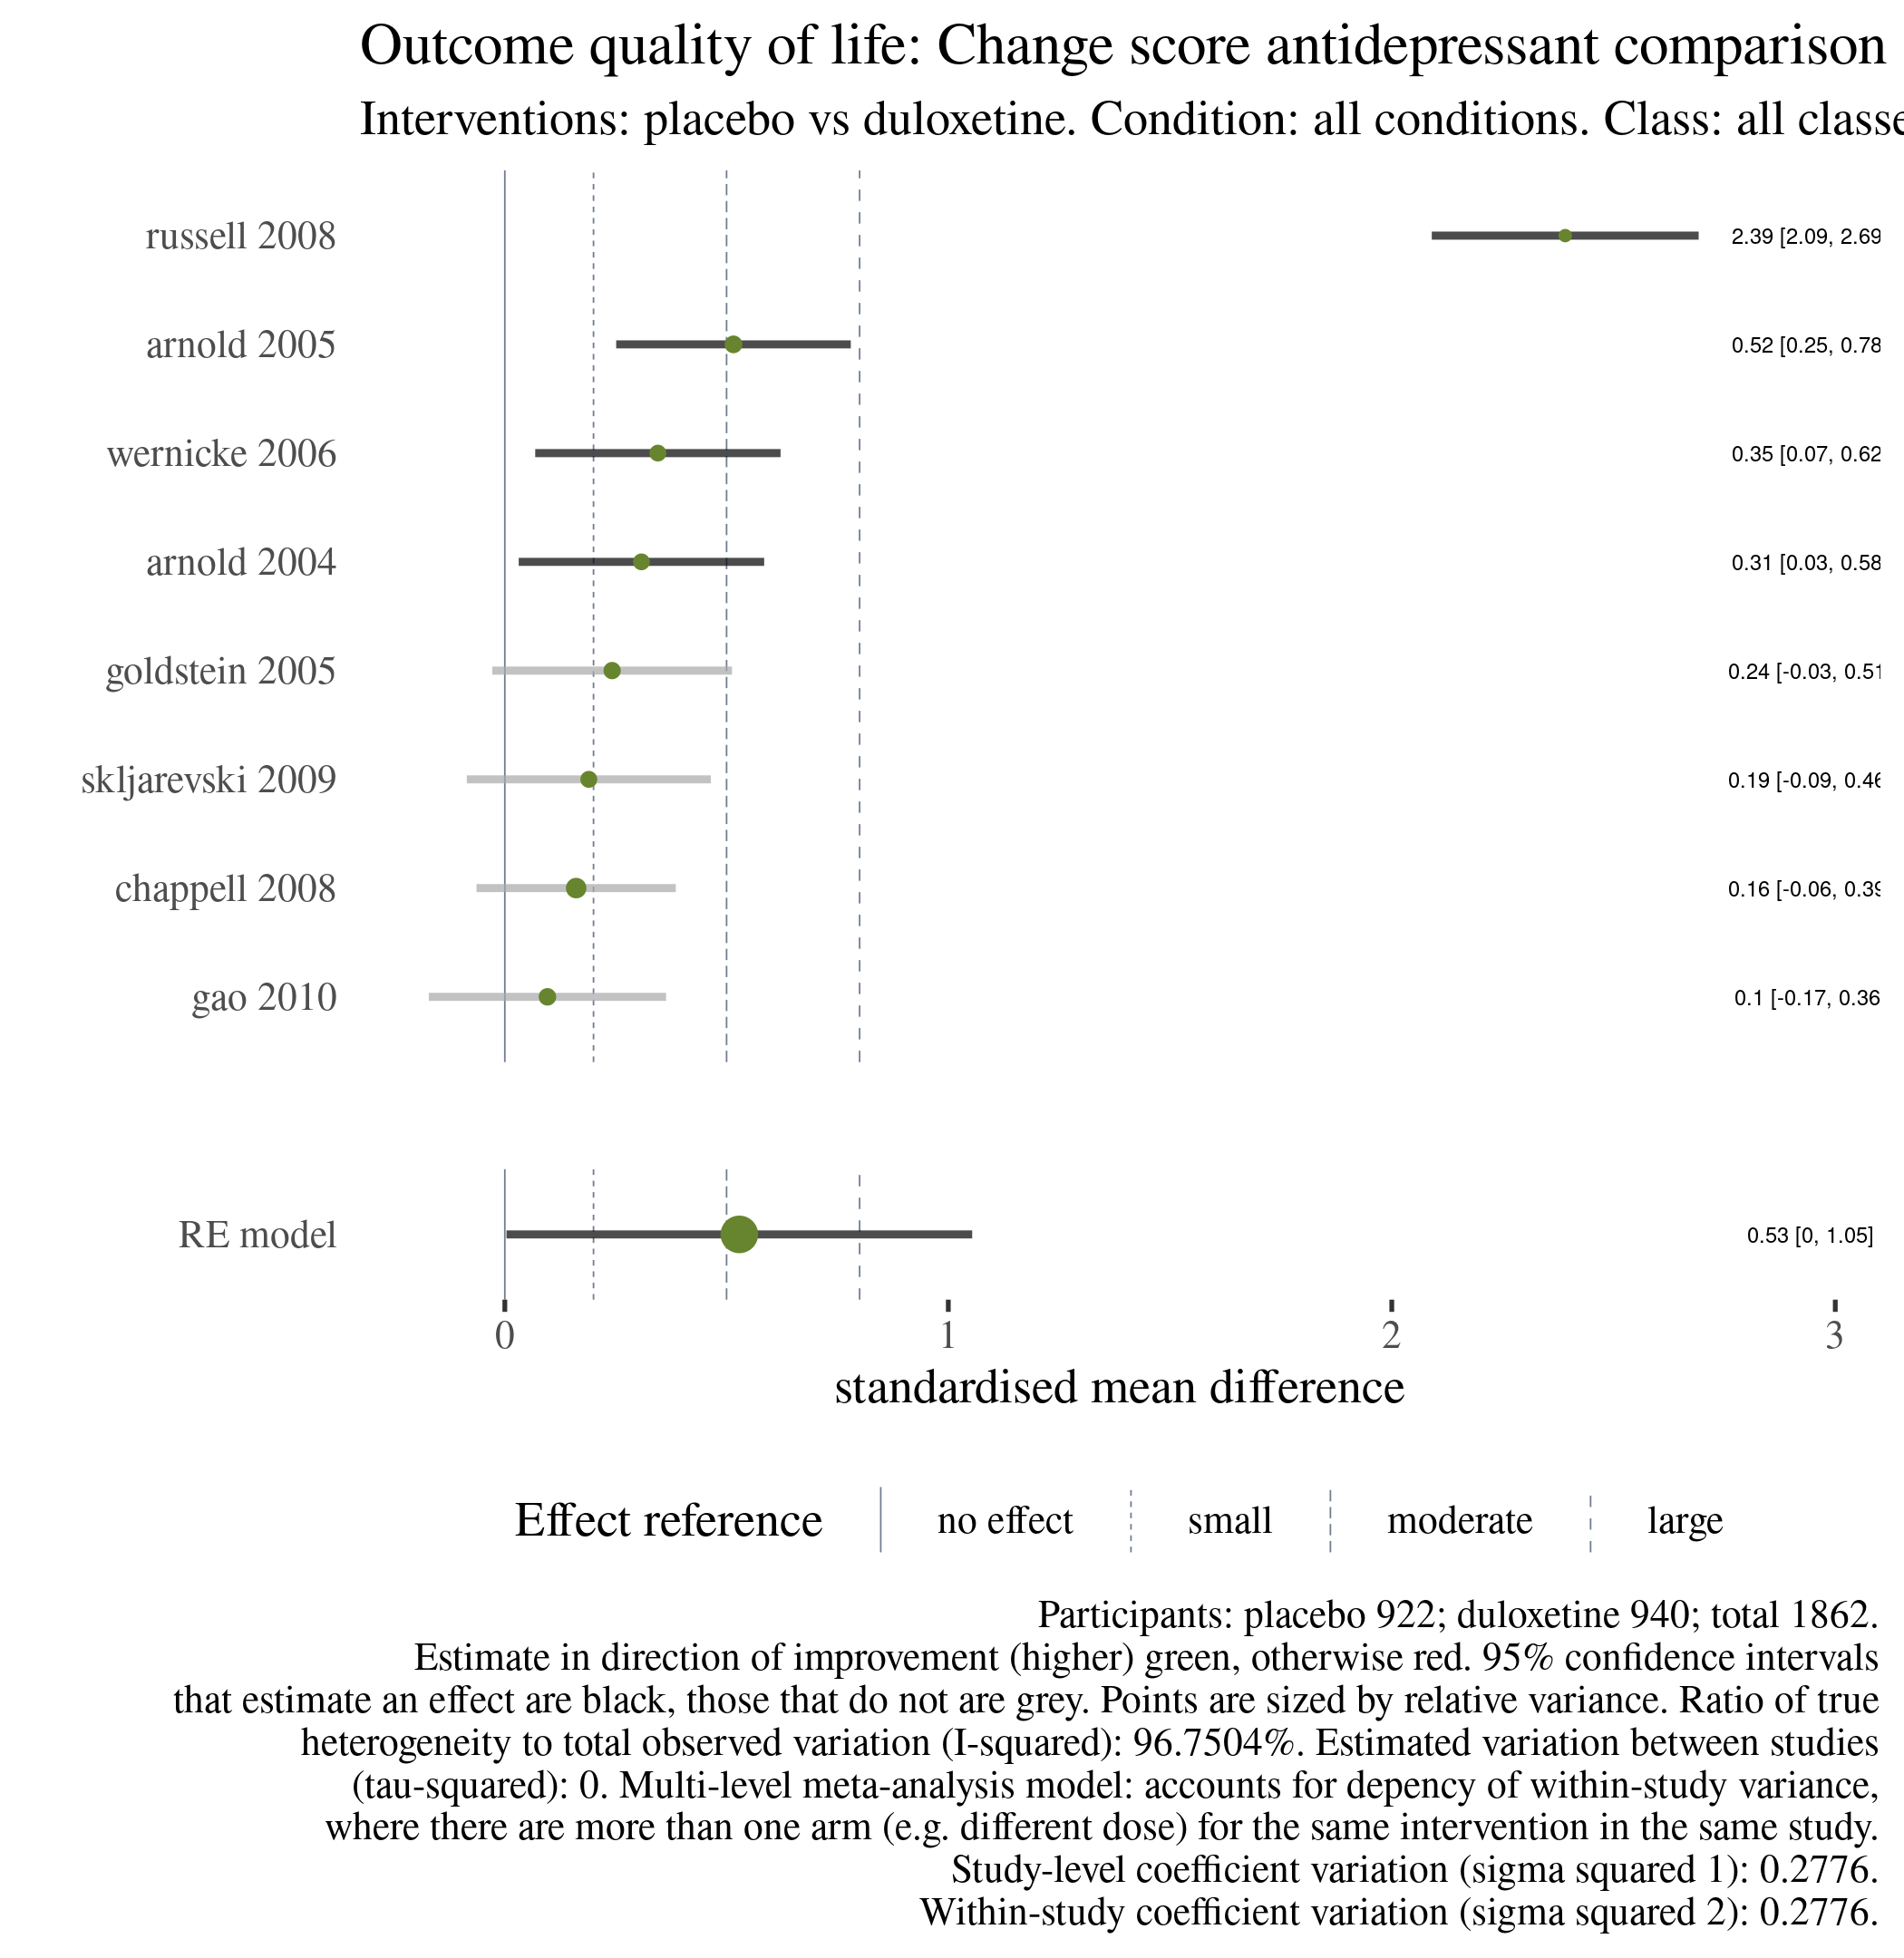 Outcome quality of life: Change score antidepressant comparison
Interventions: placebo vs duloxetine. Condition: all conditions. Class: all classe
russell 2008 2.39 [2.09, 2.69
arnold 2005 0.52 [0.25, 0.78
wernicke 2006 0.35 [0.07, 0.62
arnold 2004 0.31 [0.03, 0.58
goldstein 2005 0.24 [-0.03, 0.51
skljarevski 2009 0.19 [-0.09, 0.46
chappell 2008 0.16 [-0.06, 0.39
gao 2010 0.1 [-0.17, 0.36
RE model 0.53 [0, 1.05]
0 1 2 3
standardised mean difference
Effect reference no effect small moderate large
Participants: placebo 922; duloxetine 940; total 1862.
Estimate in direction of improvement (higher) green, otherwise red. 95% confidence intervals
that estimate an effect are black, those that do not are grey. Points are sized by relative variance. Ratio of true
heterogeneity to total observed variation (I-squared): 96.7504%. Estimated variation between studies
(tau-squared): 0. Multi-level meta-analysis model: accounts for depency of within-study variance,
where there are more than one arm (e.g. different dose) for the same intervention in the same study.
Study-level coefficient variation (sigma squared 1): 0.2776.
Within-study coefficient variation (sigma squared 2): 0.2776.